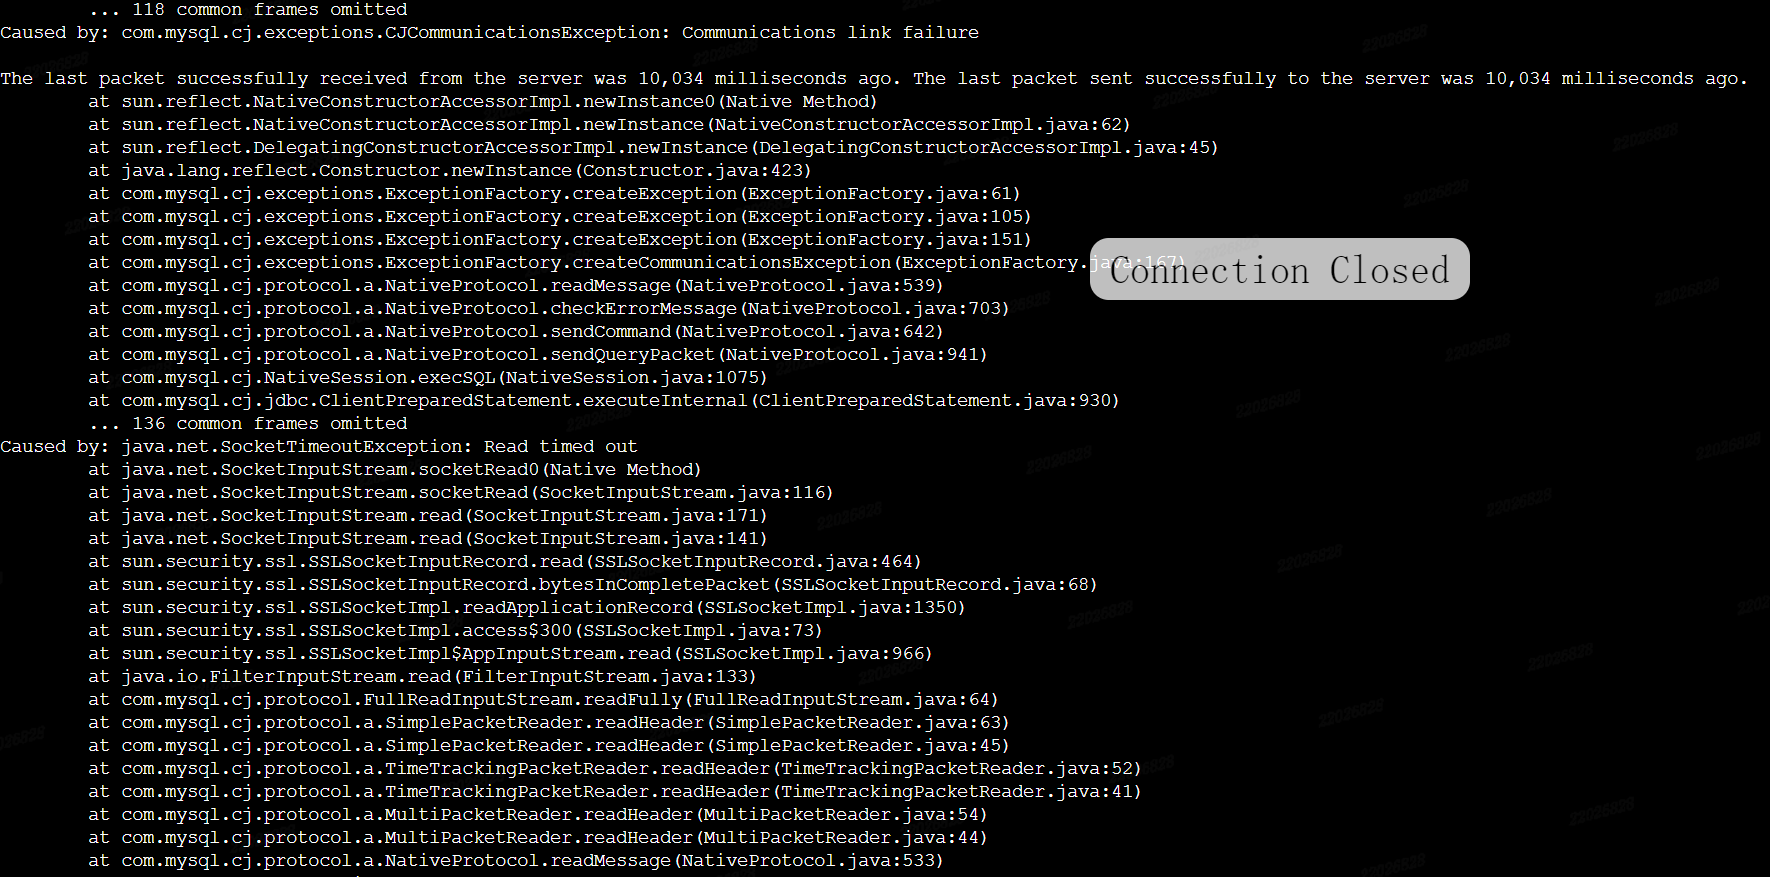 ... 118 common frames omitted
Caused by: com.mysql.cj.exceptions.CJCommunicationsException: Communications link failure
The last packet successfully received from the server was 10,034 milliseconds ago. The last packet sent successfully to the server was 10,034 milliseconds ago.
at sun.reflect.NativeConstructorAccessorImpl.newInstance0(Native Method)
at sun.reflect.NativeConstructorAccessorImpl.newInstance(NativeConstructorAccessorImpl.java:62)
at sun.reflect.DelegatingConstructorAccessorImpl.newInstance(DelegatingConstructorAccessorImpl.java:45)
at java.lang.reflect.Constructor.newInstance(Constructor.java:423)
at com.mysql.cj.exceptions.ExceptionFactory.createException(ExceptionFactory.java:61)
at com.mysql.cj.exceptions.ExceptionFactory.createException(ExceptionFactory.java:105)
at com.mysql.cj.exceptions.ExceptionFactory.createException(ExceptionFactory.java:151)
at com.mysql.cj.exceptions.ExceptionFactory.createCommunicationsException(ExceptionFactory.java:167)
Connection Closed
at com.mysql.cj.protocol.a.NativeProtocol.readMessage(NativeProtocol.java:539)
at com.mysql.cj.protocol.a.NativeProtocol.checkErrorMessage(NativeProtocol.java:703)
at com.mysql.cj.protocol.a.NativeProtocol.sendCommand(NativeProtocol.java:642)
at com.mysql.cj.protocol.a.NativeProtocol.sendQueryPacket(NativeProtocol.java:941)
at com.mysql.cj.NativeSession.execSQL(NativeSession.java:1075)
at com.mysql.cj.jdbc.ClientPreparedStatement.executeInternal(ClientPreparedStatement.java:930)
... 136 common frames omitted
Caused by: java.net.SocketTimeoutException: Read timed out
at java.net.SocketInputStream.socketRead0(Native Method)
at java.net.SocketInputStream.socketRead(SocketInputStream.java:116)
at java.net.SocketInputStream.read(SocketInputStream.java:171)
at java.net.SocketInputStream.read(SocketInputStream.java:141)
at sun.security.ssl.SSLSocketInputRecord.read(SSLSocketInputRecord.java:464)
at sun.security.ssl.SSLSocketInputRecord.bytesInCompletePacket(SSLSocketInputRecord.java:68)
at sun.security.ssl.SSLSocketImpl.readApplicationRecord(SSLSocketImpl.java:1350)
at sun.security.ssl.SSLSocketImpl.access$300(SSLSocketImpl.java:73)
at sun.security.ssl.SSLSocketImpl$AppInputStream.read(SSLSocketImpl.java:966)
at java.io.FilterInputStream.read(FilterInputStream.java:133)
at com.mysql.cj.protocol.FullReadInputStream.readFully(FullReadInputStream.java:64)
at com.mysql.cj.protocol.a.SimplePacketReader.readHeader(SimplePacketReader.java:63)
at com.mysql.cj.protocol.a.SimplePacketReader.readHeader(SimplePacketReader.java:45)
at com.mysql.cj.protocol.a.TimeTrackingPacketReader.readHeader(TimeTrackingPacketReader.java:52)
at com.mysql.cj.protocol.a.TimeTrackingPacketReader.readHeader(TimeTrackingPacketReader.java:41)
at com.mysql.cj.protocol.a.MultiPacketReader.readHeader(MultiPacketReader.java:54)
at com.mysql.cj.protocol.a.MultiPacketReader.readHeader(MultiPacketReader.java:44)
at com.mysql.cj.protocol.a.NativeProtocol.readMessage(NativeProtocol.java:533)